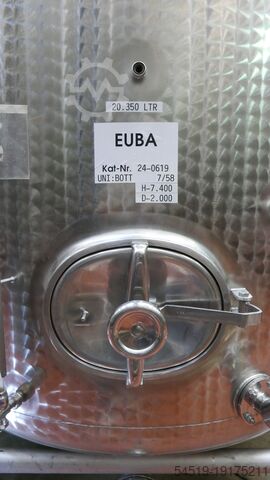 20.350 LTR
EUBA
Kat-Nr. 24-0619
UNI:BOTT 7/58
H-7.400
D-2.000
54519-19175211